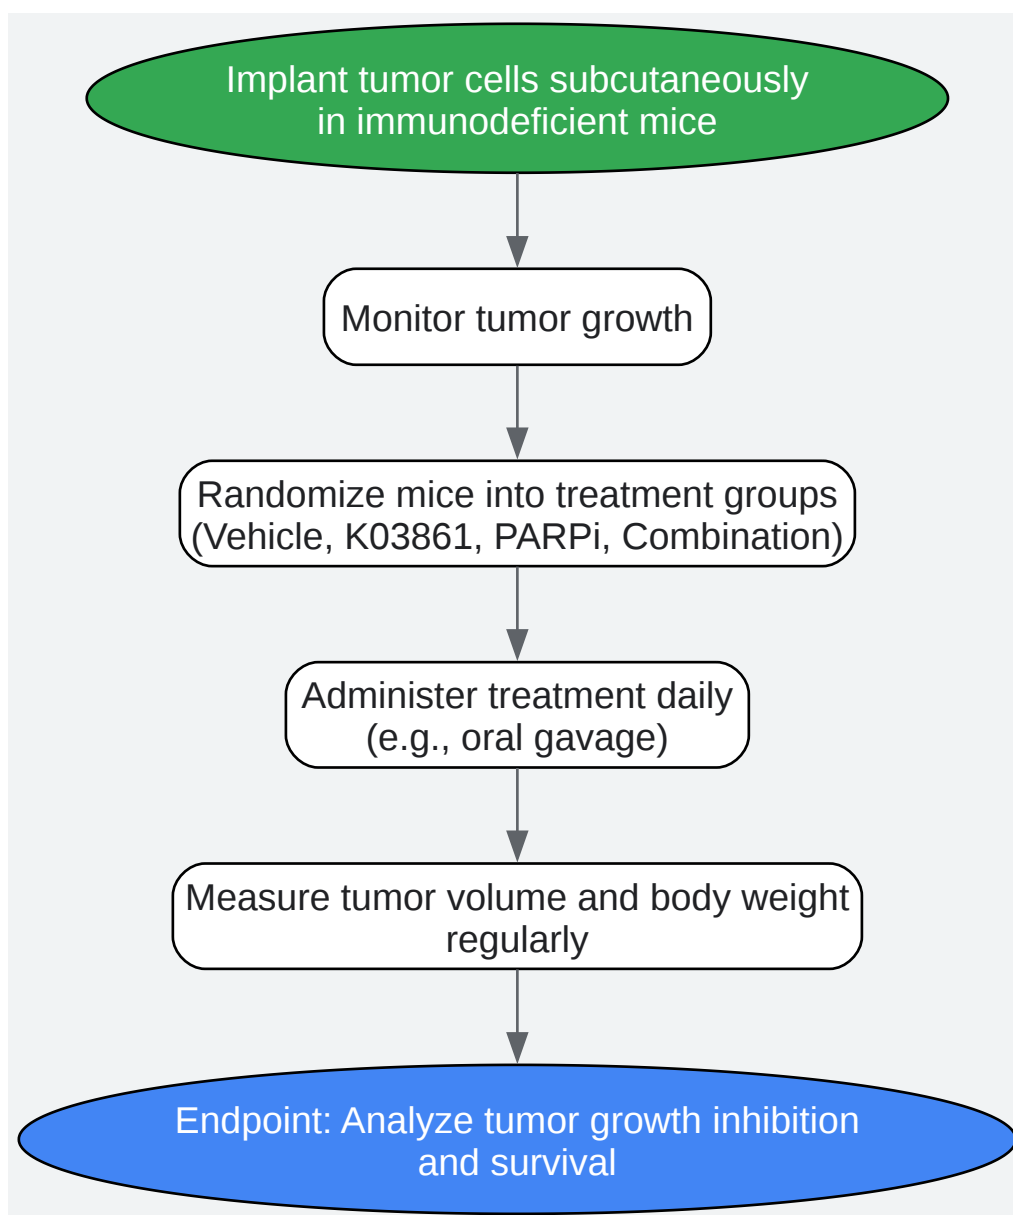 Implant tumor cells subcutaneously
in immunodeficient mice
Monitor tumor growth
Randomize mice into treatment groups
(Vehicle, K03861, PARPi, Combination)
Administer treatment daily
(e.g., oral gavage)
Measure tumor volume and body weight
regularly
Endpoint: Analyze tumor growth inhibition
and survival